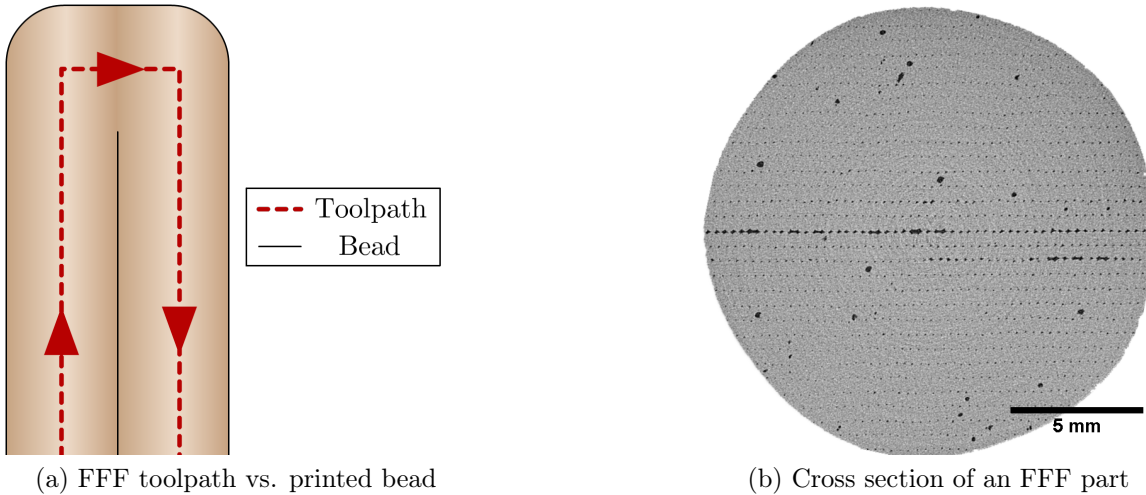 Toolpath
Bead
5 mm
(a) FFF toolpath vs. printed bead
(b) Cross section of an FFF part